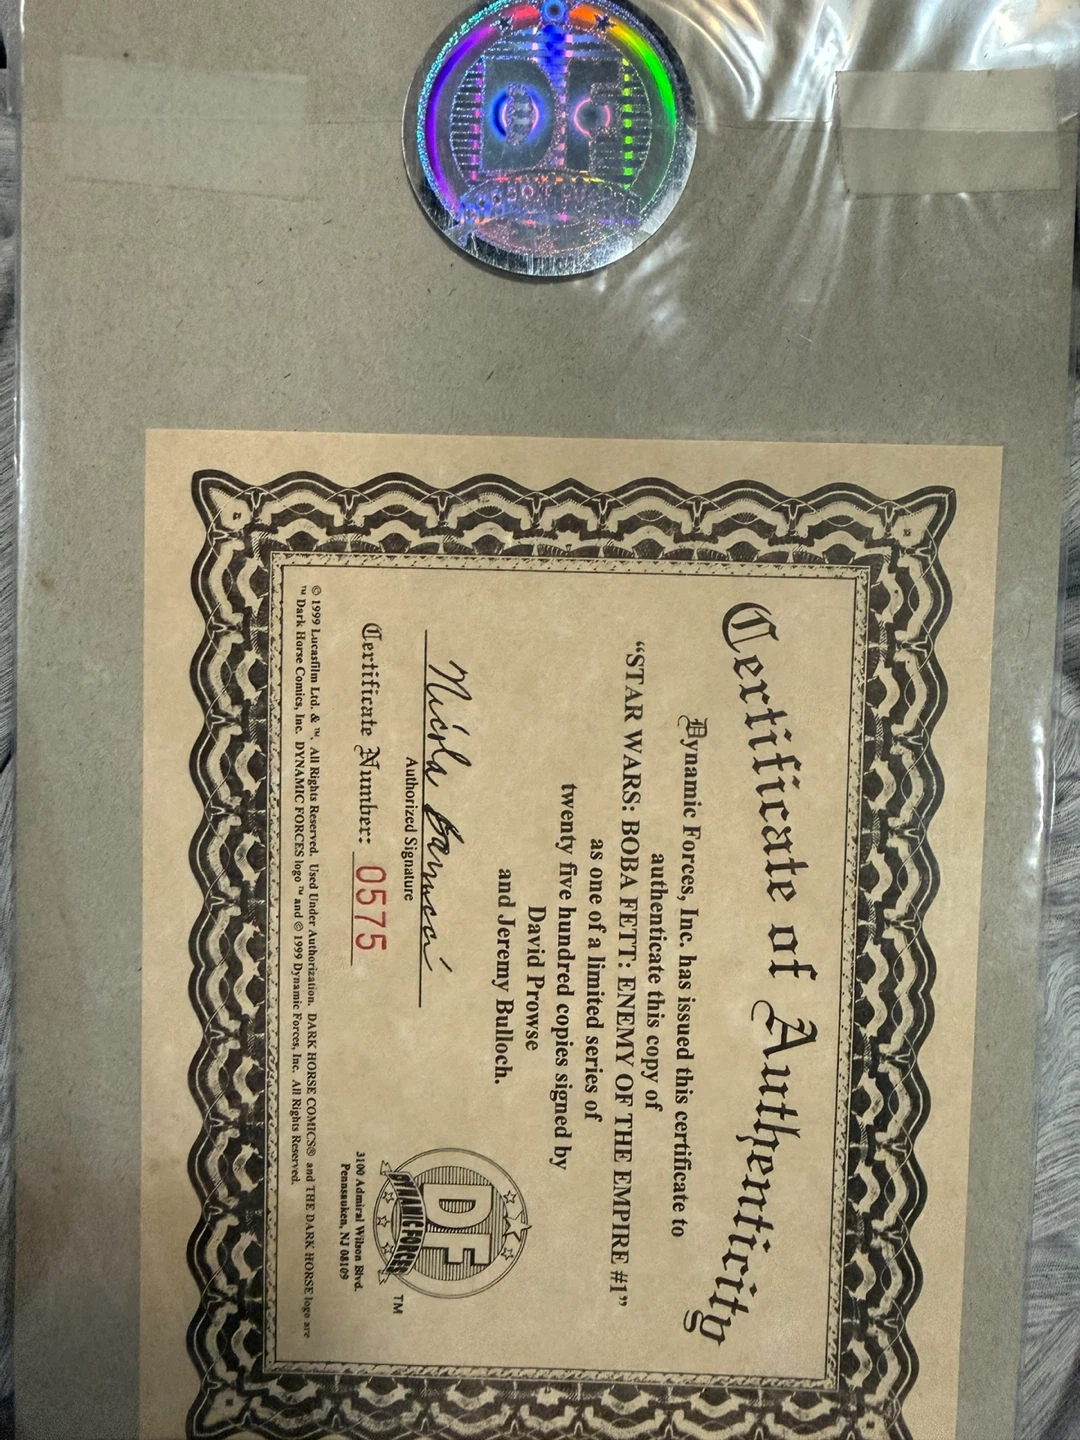 DF
Certificate of Authenticity
Dynamic Forces, Inc. has issued this certificate to
authenticate this copy of
“STAR WARS: BOBA FETT: ENEMY OF THE EMPIRE #1”
as one of a limited series of
twenty five hundred copies signed by
David Prowse
and Jeremy Bulloch.
Authorized Signature
Certificate Number: 0575
DF
DYNAMIC FORCES
TM
3100 Admiral Wilson Blvd.
Pennsauken, NJ 08109
© 1999 Lucasfilm Ltd. & ™. All Rights Reserved. Used Under Authorization. DARK HORSE COMICS® and THE DARK HORSE logo are
™ Dark Horse Comics, Inc. DYNAMIC FORCES logo ™ and © 1999 Dynamic Forces, Inc. All Rights Reserved.